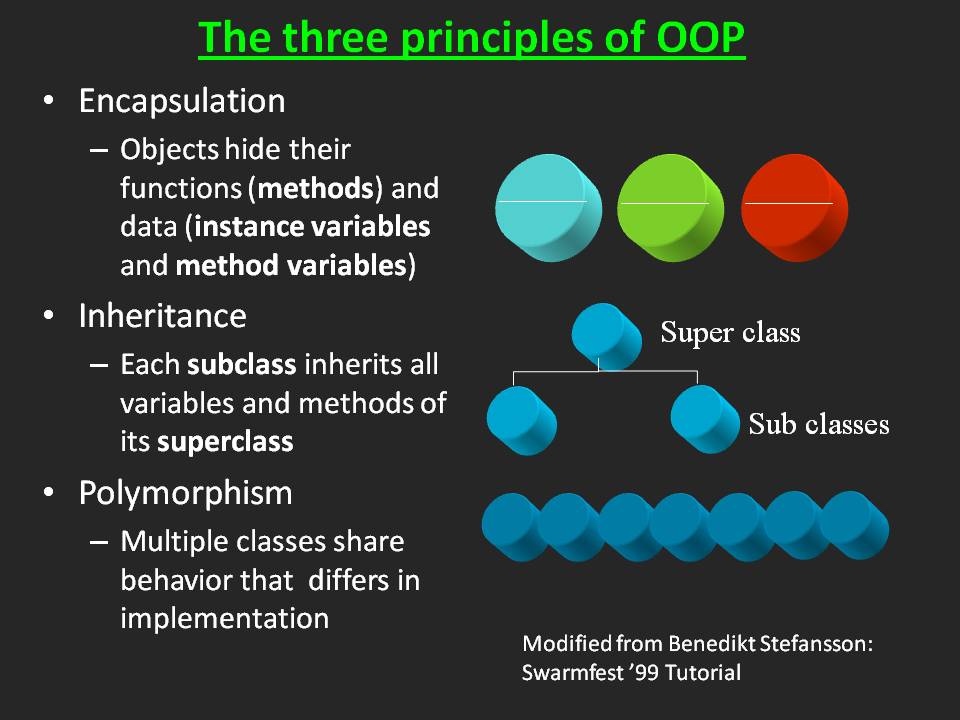 The three principles of OOP
• Encapsulation
– Objects hide their
functions (methods) and
data (instance variables
and method variables)
• Inheritance
– Each subclass inherits all
variables and methods of
its superclass
• Polymorphism
– Multiple classes share
behavior that  differs in
implementation
Super class
Sub classes
Modified from Benedikt Stefansson:
Swarmfest ’99 Tutorial